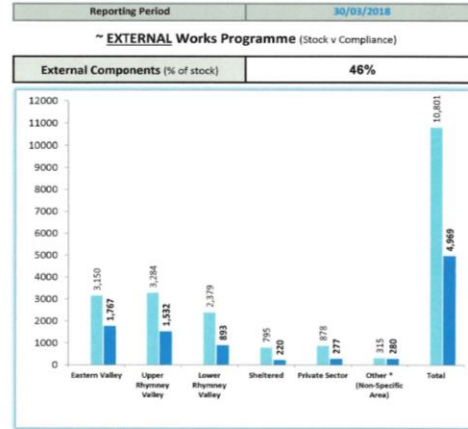 Reporting Period 30/03/2018
~ EXTERNAL Works Programme (Stock v Compliance)
External Components (% of stock) 46%
12000
11000
10000
9000
8000
7000
6000
5000
4000
3000
2000
1000
0
3,150 1,767
3,284 1,532
2,379 893
795 220
878 277
315 280
10,801 4,969
Eastern Valley
Upper
Rhymney
Valley
Lower
Rhymney
Valley
Sheltered
Private Sector
Other *
(Non-Specific
Area)
Total